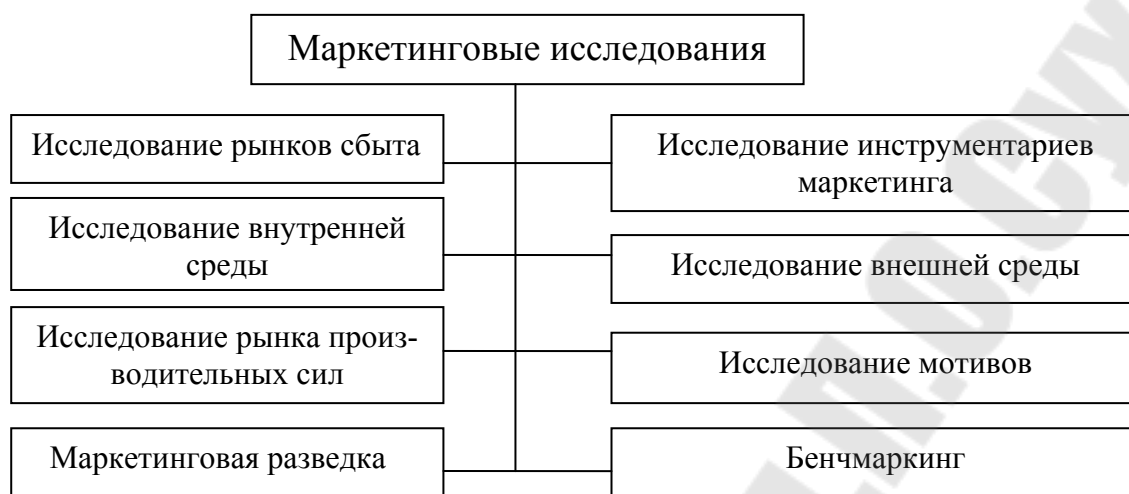 Маркетинговые исследования
Исследование рынков сбыта
Исследование инструментариев
маркетинга
Исследование внутренней
среды
Исследование внешней среды
Исследование рынка произ-
водительных сил
Исследование мотивов
Маркетинговая разведка
Бенчмаркинг